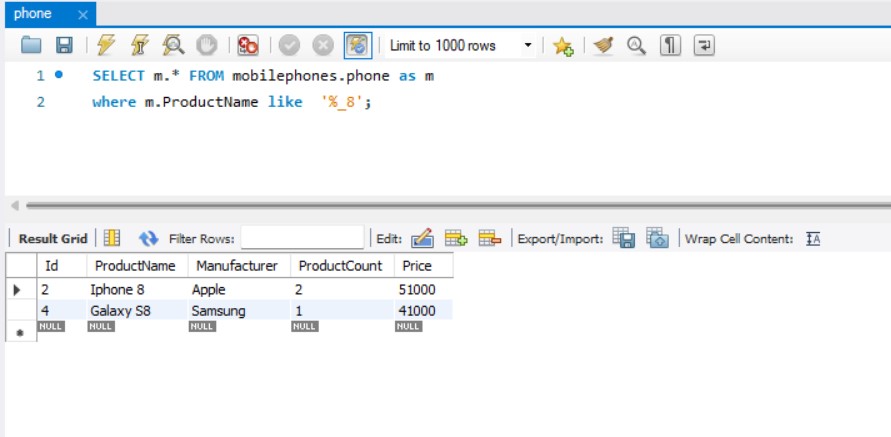 phone
Limit to 1000 rows
1 SELECT m.* FROM mobilephones.phone as m
2 where m.ProductName like '%_8';
Result Grid Filter Rows: Edit: Export/Import: Wrap Cell Content: IA
Id ProductName Manufacturer ProductCount Price
2 Iphone 8 Apple 2 51000
4 Galaxy S8 Samsung 1 41000
NULL NULL NULL NULL NULL